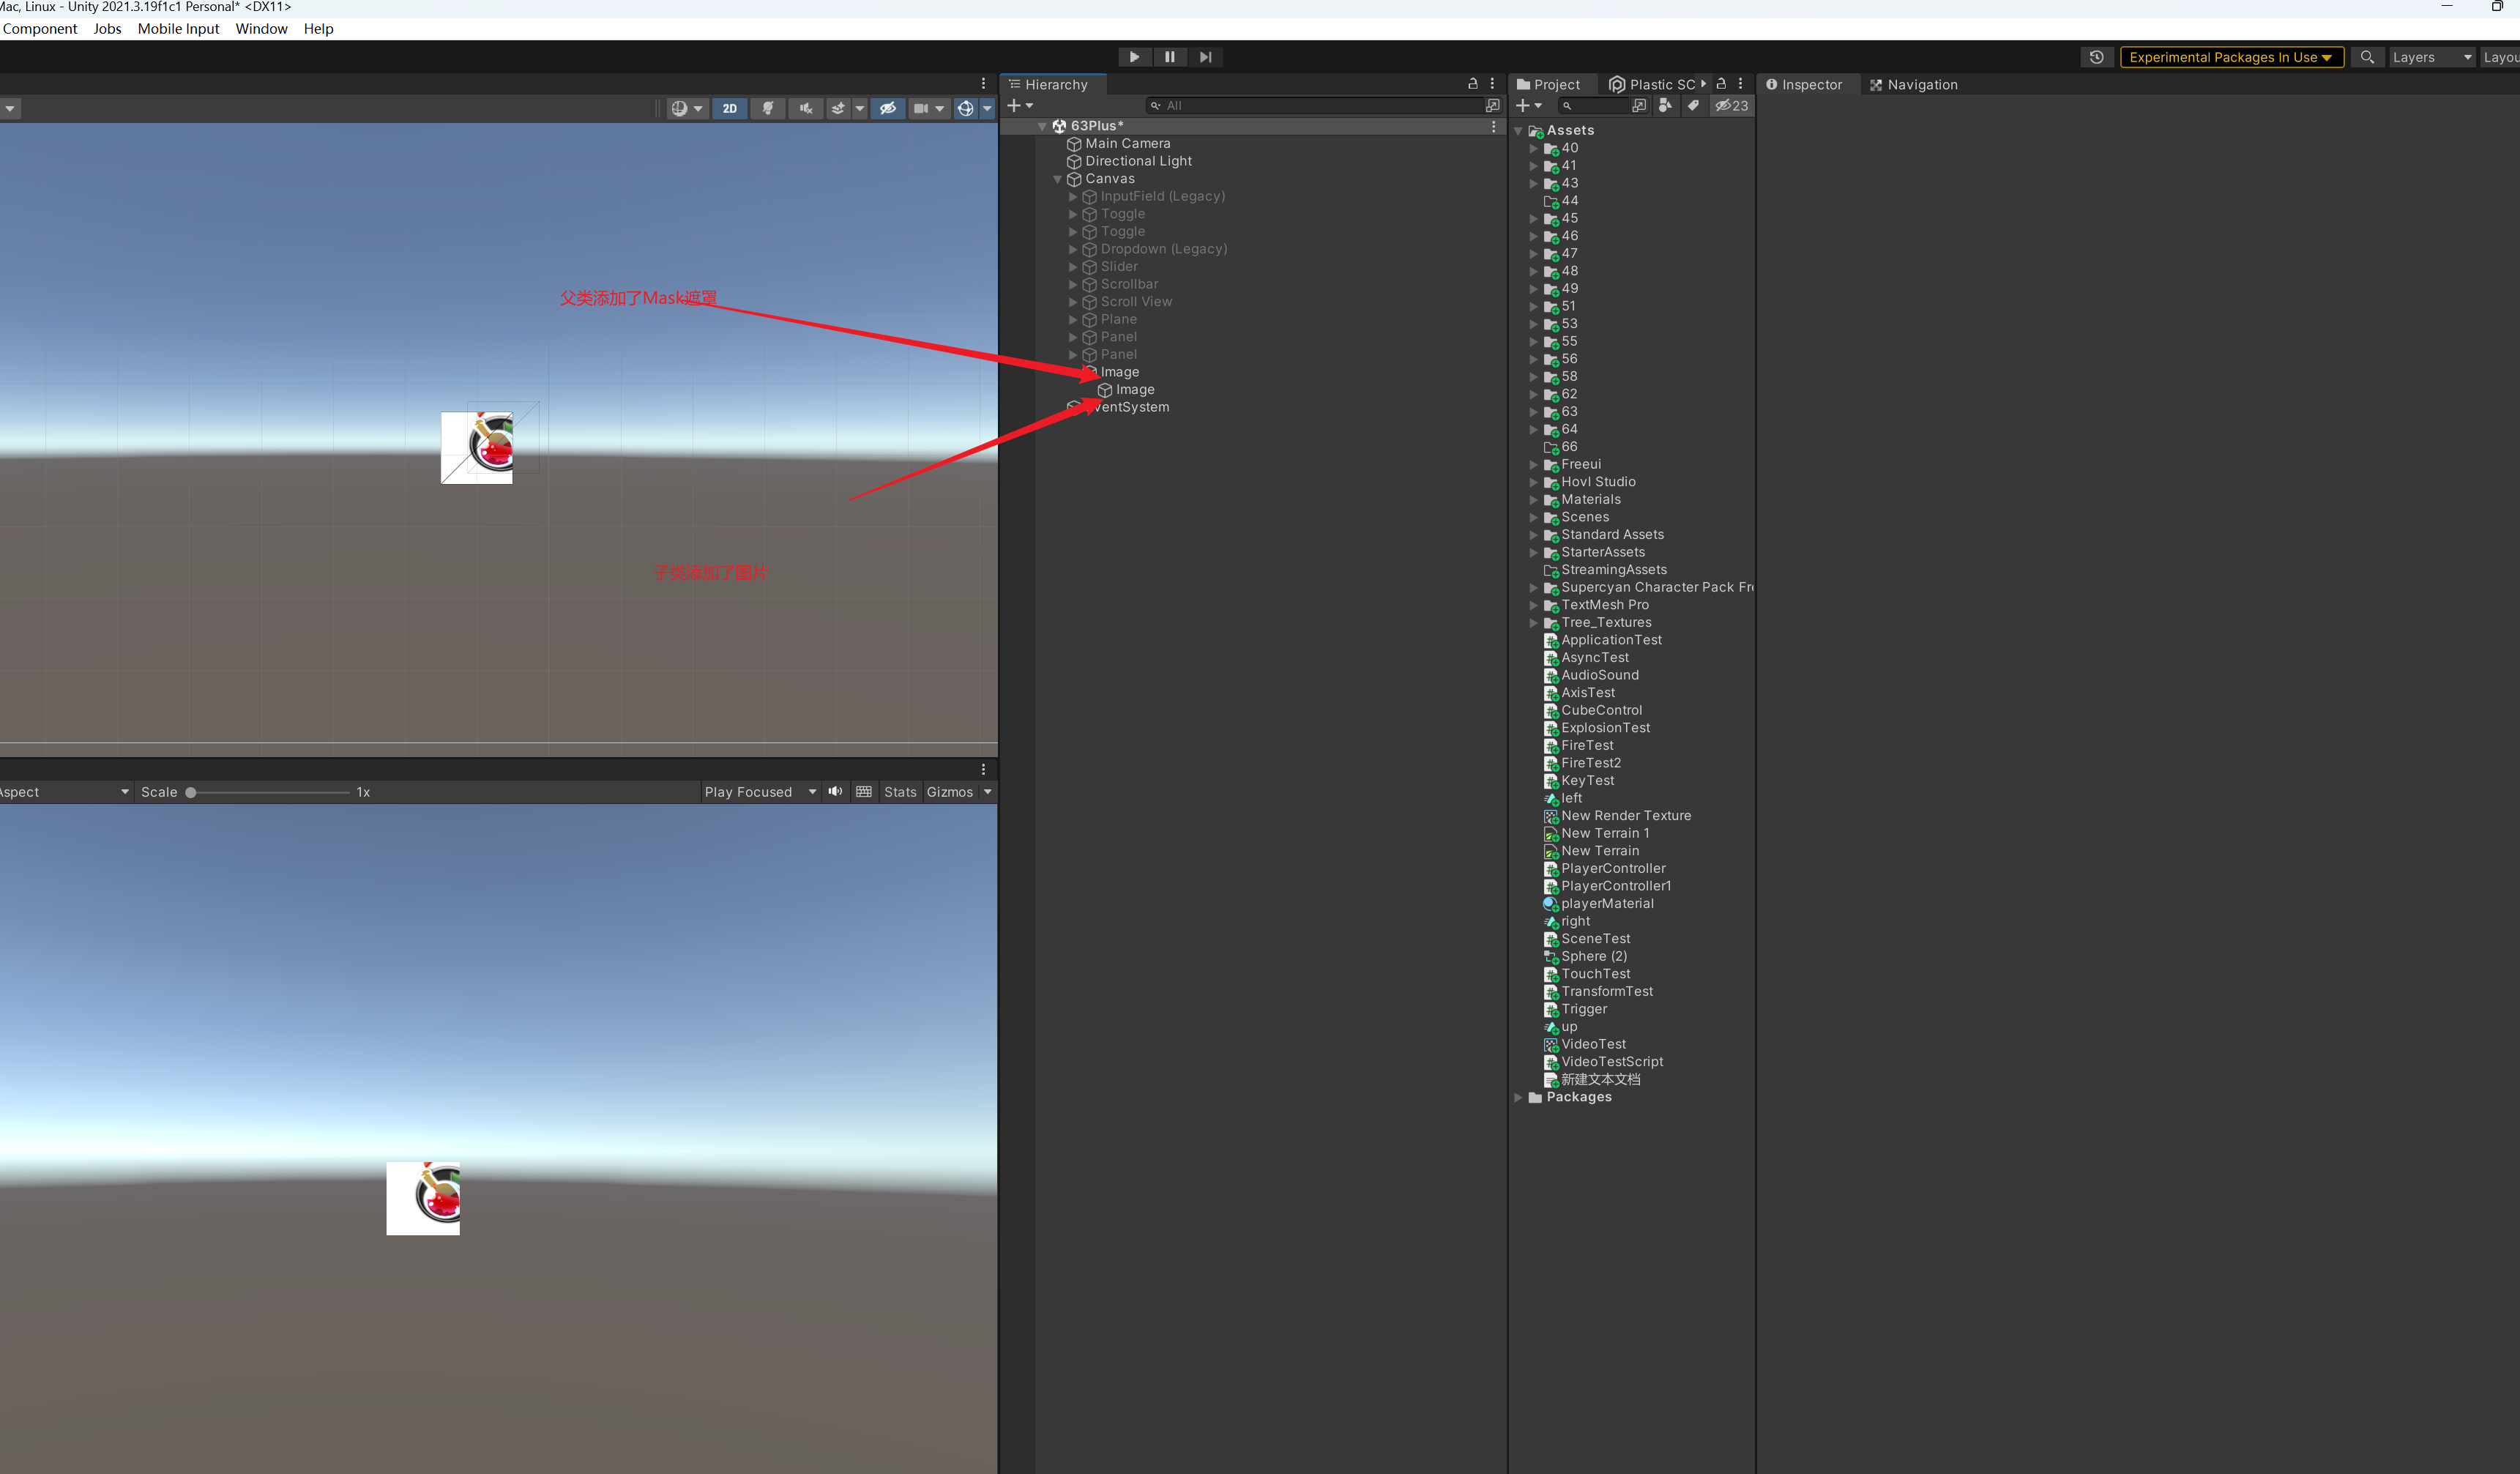 Mac, Linux - Unity 2021.3.19f1c1 Personal* <DX11>
Component Jobs Mobile Input Window Help
Experimental Packages In Use Layers Layou
Hierarchy
Project Plastic SC
Inspector Navigation
2D
All
23
63Plus*
Main Camera
Directional Light
Canvas
InputField (Legacy)
Toggle
Toggle
Dropdown (Legacy)
Slider
Scrollbar
Scroll View
Plane
Panel
Panel
Image
Image
ventSystem
父类添加了Mask遮罩
子类添加了图片
Aspect Scale 1x Play Focused Stats Gizmos
Assets
40
41
43
44
45
46
47
48
49
51
53
55
56
58
62
63
64
66
Freeui
Hovl Studio
Materials
Scenes
Standard Assets
StarterAssets
StreamingAssets
Supercyan Character Pack Fre
TextMesh Pro
Tree_Textures
ApplicationTest
AsyncTest
AudioSound
AxisTest
CubeControl
ExplosionTest
FireTest
FireTest2
KeyTest
left
New Render Texture
New Terrain 1
New Terrain
PlayerController
PlayerController1
playerMaterial
right
SceneTest
Sphere (2)
TouchTest
TransformTest
Trigger
up
VideoTest
VideoTestScript
新建文本文档
Packages